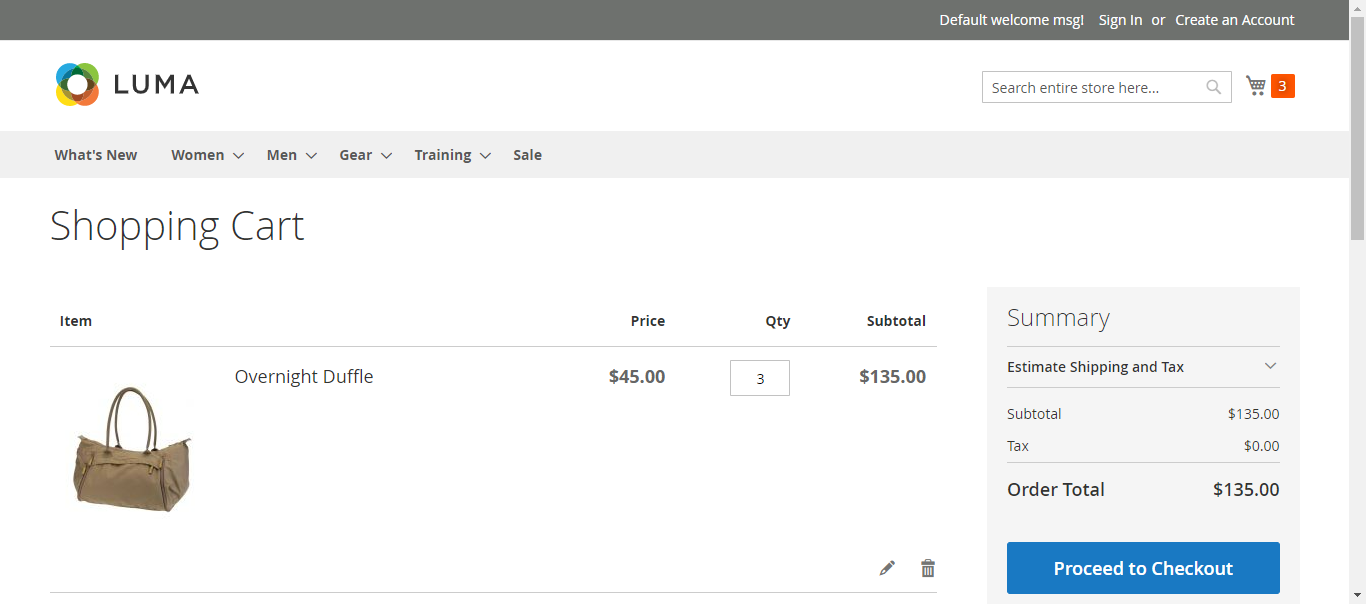 Default welcome msg! Sign In or Create an Account
LUMA
Search entire store here...
3
What's New Women Men Gear Training Sale
Shopping Cart
Item Price Qty Subtotal
Overnight Duffle $45.00 3 $135.00
Summary
Estimate Shipping and Tax
Subtotal $135.00
Tax $0.00
Order Total $135.00
Proceed to Checkout